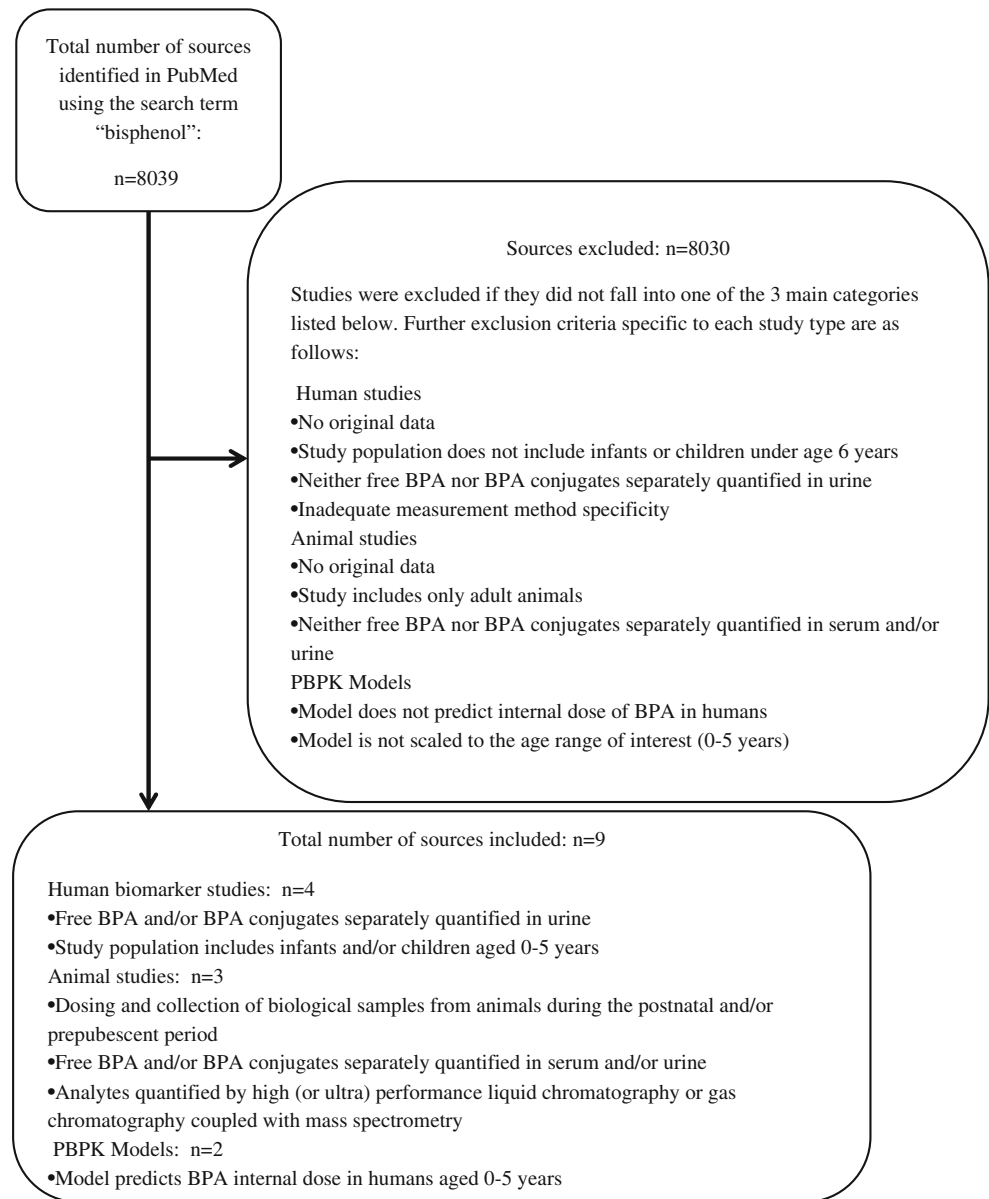 Total number of sources
identified in PubMed
using the search term
“bisphenol”:
n=8039
Sources excluded: n=8030
Studies were excluded if they did not fall into one of the 3 main categories
listed below. Further exclusion criteria specific to each study type are as
follows:
Human studies
•No original data
•Study population does not include infants or children under age 6 years
•Neither free BPA nor BPA conjugates separately quantified in urine
•Inadequate measurement method specificity
Animal studies
•No original data
•Study includes only adult animals
•Neither free BPA nor BPA conjugates separately quantified in serum and/or
urine
PBPK Models
•Model does not predict internal dose of BPA in humans
•Model is not scaled to the age range of interest (0-5 years)
Total number of sources included: n=9
Human biomarker studies: n=4
•Free BPA and/or BPA conjugates separately quantified in urine
•Study population includes infants and/or children aged 0-5 years
Animal studies: n=3
•Dosing and collection of biological samples from animals during the postnatal and/or
prepubescent period
•Free BPA and/or BPA conjugates separately quantified in serum and/or urine
•Analytes quantified by high (or ultra) performance liquid chromatography or gas
chromatography coupled with mass spectrometry
PBPK Models: n=2
•Model predicts BPA internal dose in humans aged 0-5 years